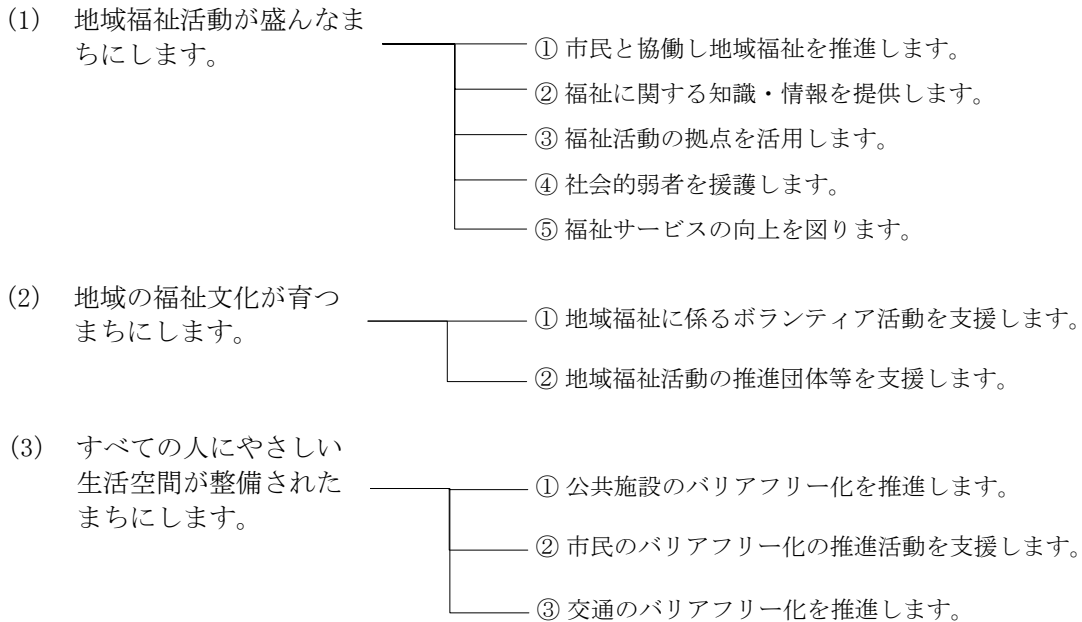 (1) 地域福祉活動が盛んなま
ちにします。
① 市民と協働し地域福祉を推進します。
② 福祉に関する知識・情報を提供します。
③ 福祉活動の拠点を活用します。
④ 社会的弱者を援護します。
⑤ 福祉サービスの向上を図ります。
(2) 地域の福祉文化が育つ
まちにします。
① 地域福祉に係るボランティア活動を支援します。
② 地域福祉活動の推進団体等を支援します。
(3) すべての人にやさしい
生活空間が整備された
まちにします。
① 公共施設のバリアフリー化を推進します。
② 市民のバリアフリー化の推進活動を支援します。
③ 交通のバリアフリー化を推進します。